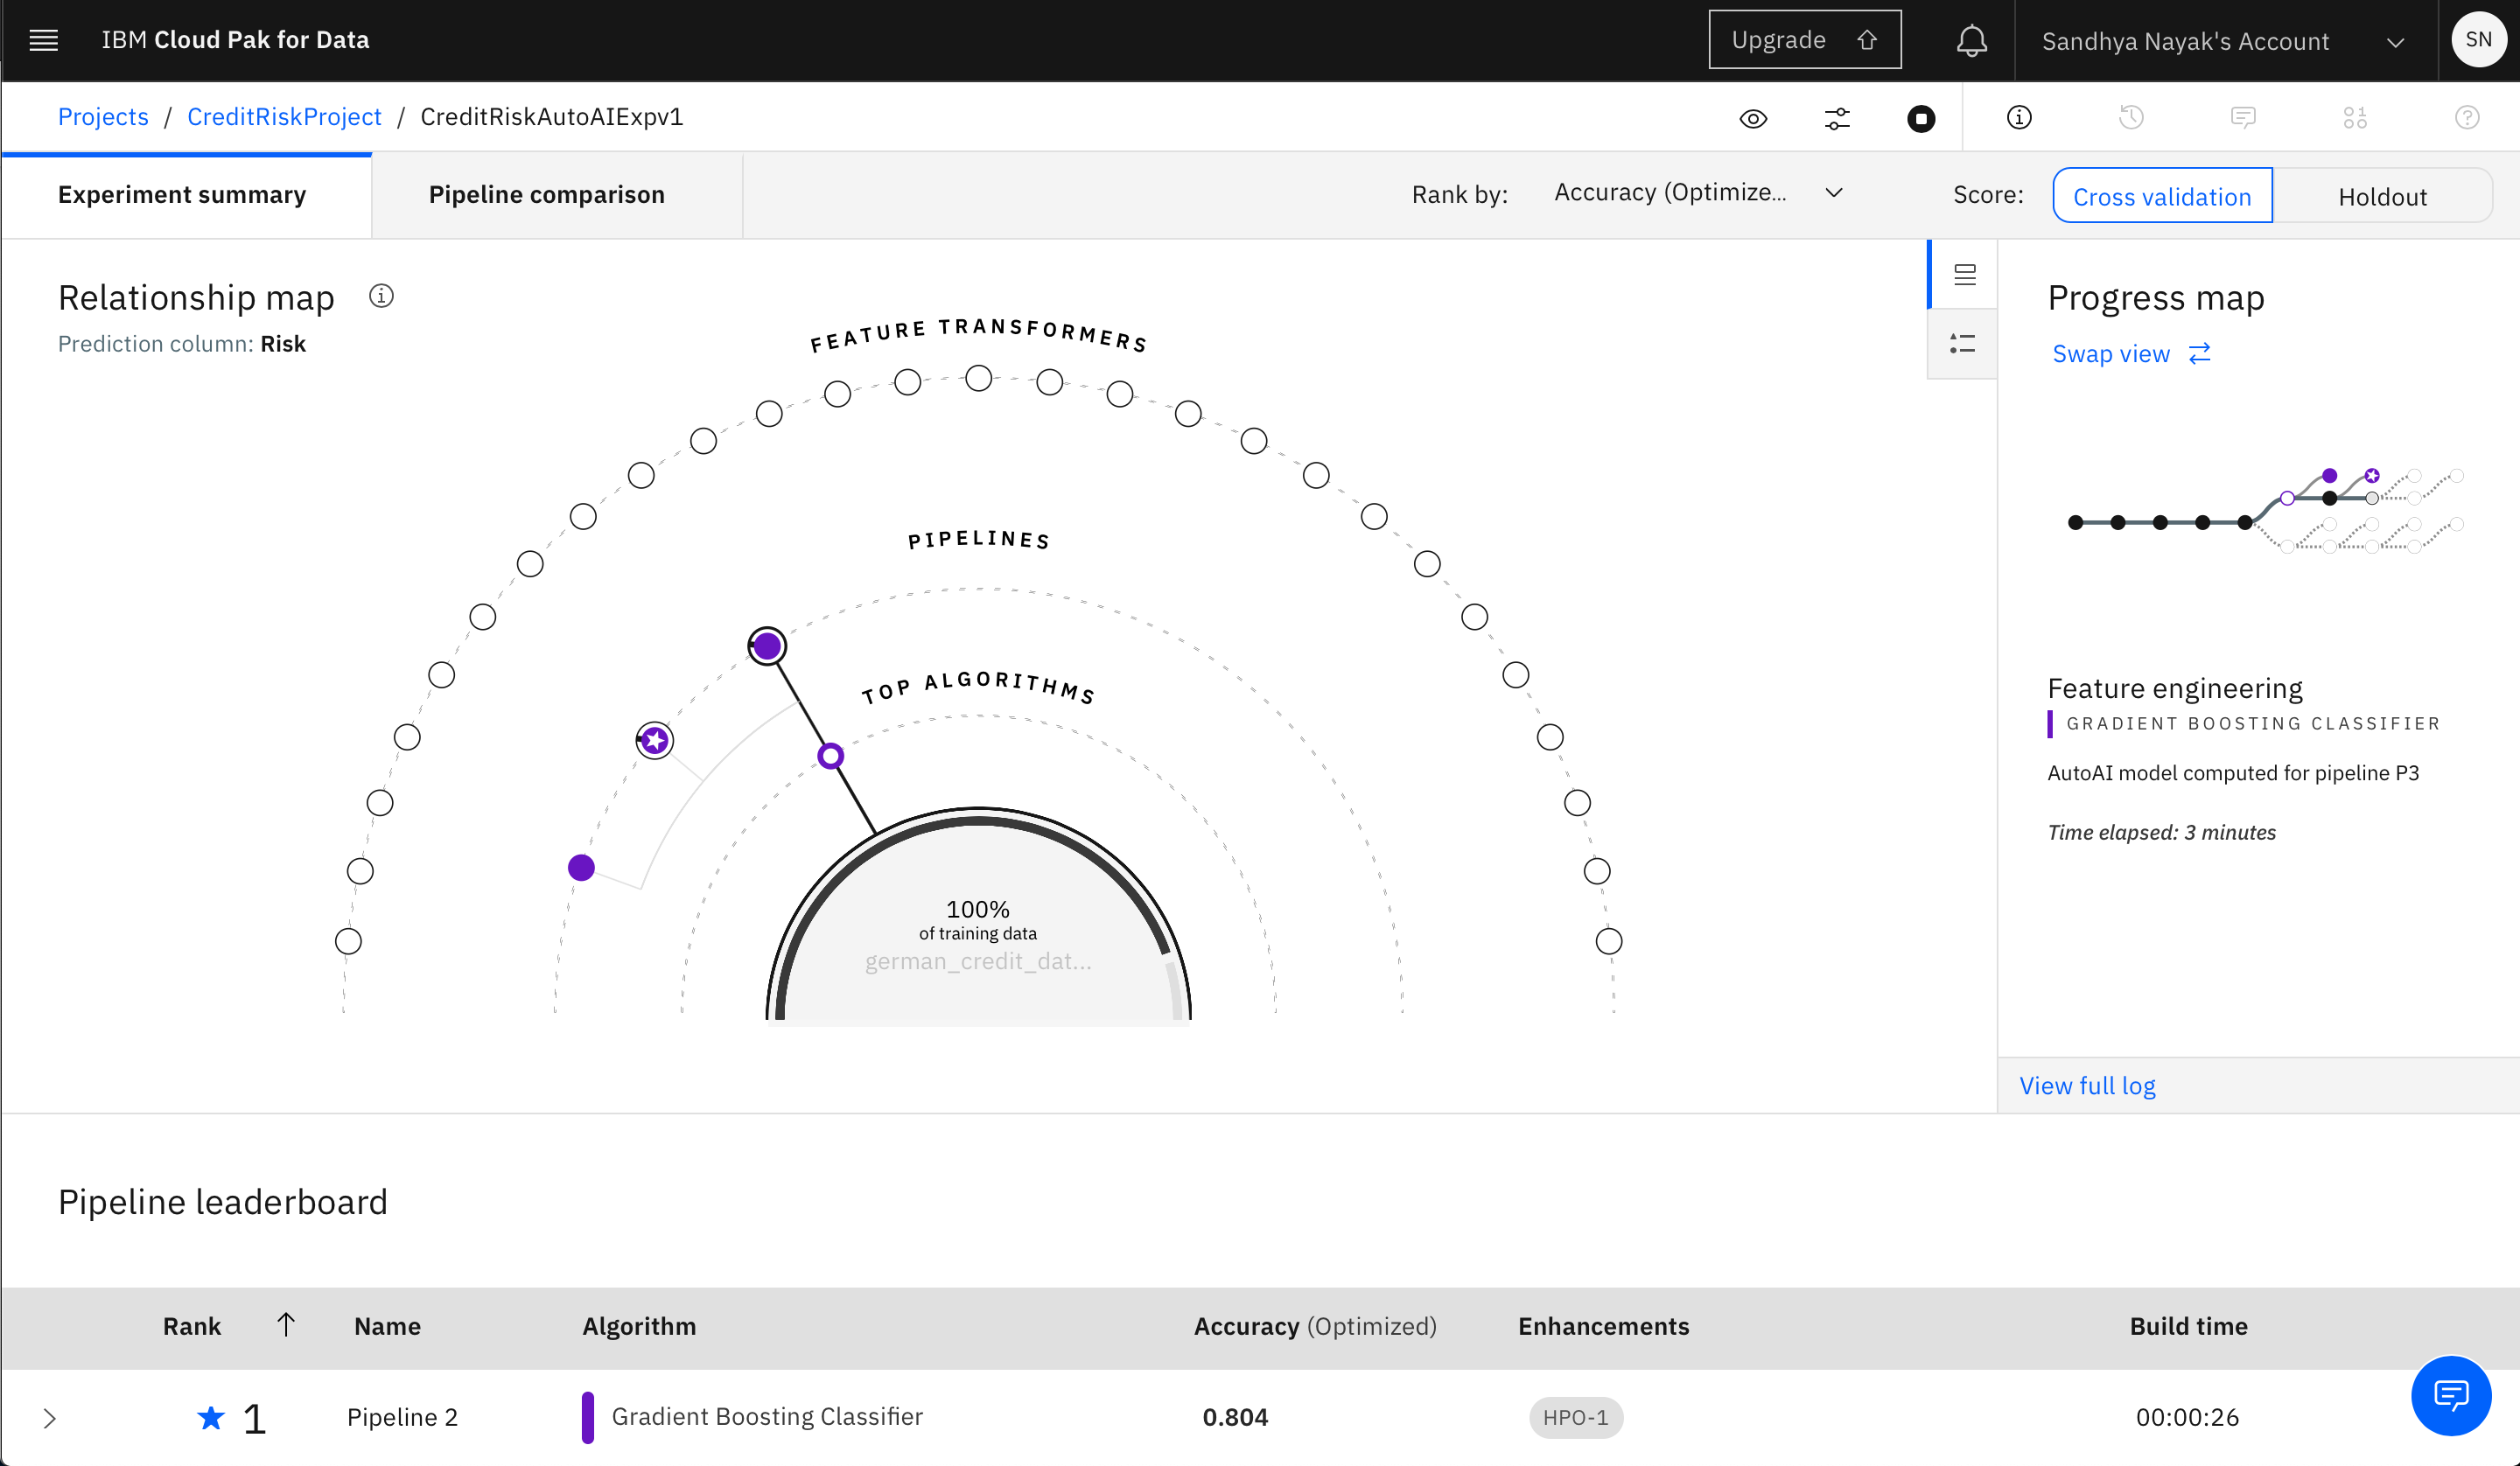 IBM Cloud Pak for Data
Upgrade
Sandhya Nayak's Account
SN
Projects / CreditRiskProject / CreditRiskAutoAIExpv1
Experiment summary
Pipeline comparison
Rank by:
Accuracy (Optimize...
Score:
Cross validation
Holdout
Relationship map
Prediction column: Risk
FEATURE TRANSFORMERS
PIPELINES
TOP ALGORITHMS
100%
of training data
german_credit_dat...
Progress map
Swap view
Feature engineering
GRADIENT BOOSTING CLASSIFIER
AutoAI model computed for pipeline P3
Time elapsed: 3 minutes
View full log
Pipeline leaderboard
Rank
Name
Algorithm
Accuracy (Optimized)
Enhancements
Build time
1
Pipeline 2
Gradient Boosting Classifier
0.804
HPO-1
00:00:26